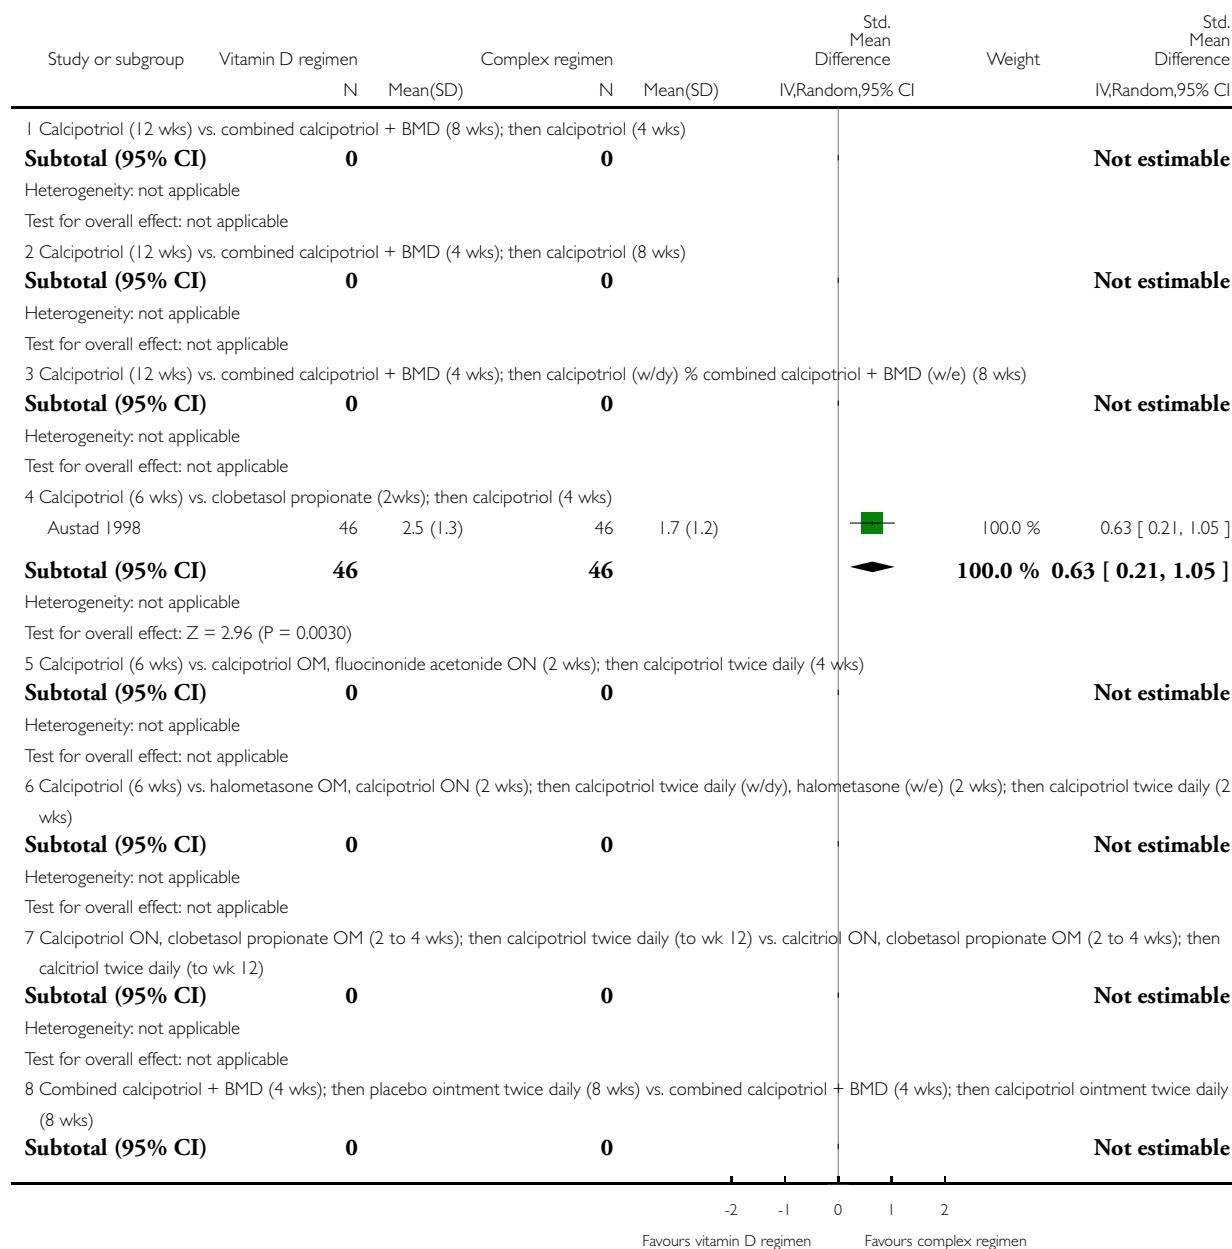 Std. Mean Difference Std. Mean Difference
Study or subgroup Vitamin D regimen Complex regimen Weight
N Mean(SD) N Mean(SD) IV,Random,95% CI IV,Random,95% CI
1 Calcipotriol (12 wks) vs. combined calcipotriol + BMD (8 wks); then calcipotriol (4 wks)
Subtotal (95% CI) 0 0 Not estimable
Heterogeneity: not applicable
Test for overall effect: not applicable
2 Calcipotriol (12 wks) vs. combined calcipotriol + BMD (4 wks); then calcipotriol (8 wks)
Subtotal (95% CI) 0 0 Not estimable
Heterogeneity: not applicable
Test for overall effect: not applicable
3 Calcipotriol (12 wks) vs. combined calcipotriol + BMD (4 wks); then calcipotriol (w/dy) % combined calcipotriol + BMD (w/e) (8 wks)
Subtotal (95% CI) 0 0 Not estimable
Heterogeneity: not applicable
Test for overall effect: not applicable
4 Calcipotriol (6 wks) vs. clobetasol propionate (2wks); then calcipotriol (4 wks)
Austad 1998 46 2.5 (1.3) 46 1.7 (1.2) 100.0 % 0.63 [ 0.21, 1.05 ]
Subtotal (95% CI) 46 46 100.0 % 0.63 [ 0.21, 1.05 ]
Heterogeneity: not applicable
Test for overall effect: Z = 2.96 (P = 0.0030)
5 Calcipotriol (6 wks) vs. calcipotriol OM, fluocinonide acetonide ON (2 wks); then calcipotriol twice daily (4 wks)
Subtotal (95% CI) 0 0 Not estimable
Heterogeneity: not applicable
Test for overall effect: not applicable
6 Calcipotriol (6 wks) vs. halometasone OM, calcipotriol ON (2 wks); then calcipotriol twice daily (w/dy), halometasone (w/e) (2 wks); then calcipotriol twice daily (2
wks)
Subtotal (95% CI) 0 0 Not estimable
Heterogeneity: not applicable
Test for overall effect: not applicable
7 Calcipotriol ON, clobetasol propionate OM (2 to 4 wks); then calcipotriol twice daily (to wk 12) vs. calcitriol ON, clobetasol propionate OM (2 to 4 wks); then
calcitriol twice daily (to wk 12)
Subtotal (95% CI) 0 0 Not estimable
Heterogeneity: not applicable
Test for overall effect: not applicable
8 Combined calcipotriol + BMD (4 wks); then placebo ointment twice daily (8 wks) vs. combined calcipotriol + BMD (4 wks); then calcipotriol ointment twice daily
(8 wks)
Subtotal (95% CI) 0 0 Not estimable
-2 -1 0 1 2
Favours vitamin D regimen Favours complex regimen